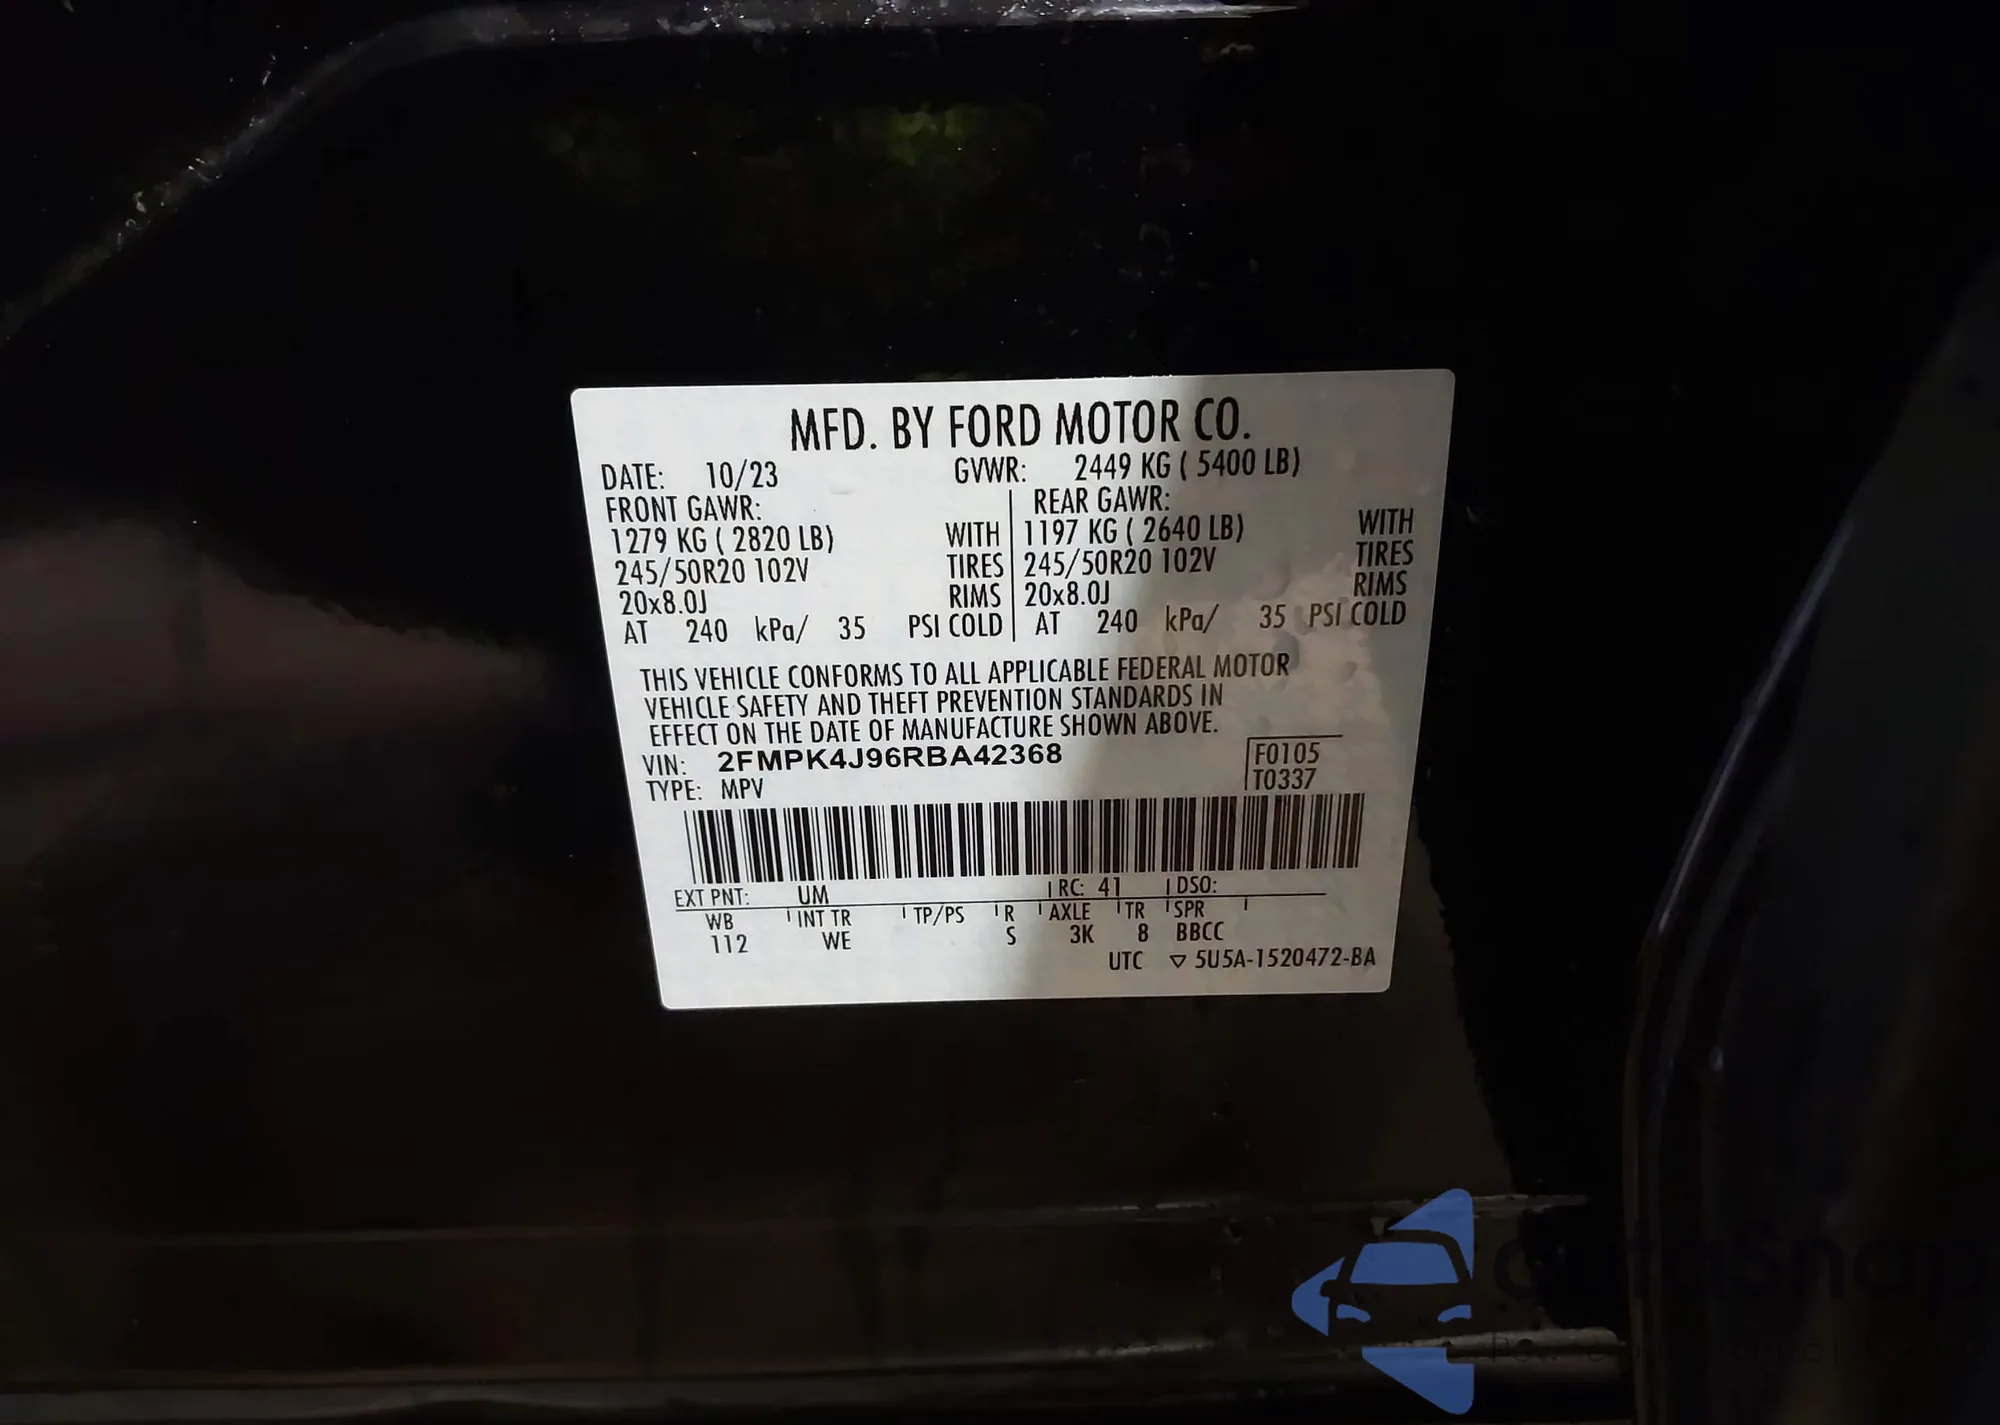 MFD. BY FORD MOTOR CO.
DATE: 10/23 GVWR: 2449 KG ( 5400 LB)
FRONT GAWR: REAR GAWR:
1279 KG ( 2820 LB) WITH 1197 KG ( 2640 LB) WITH
245/50R20 102V TIRES 245/50R20 102V TIRES
20x8.0J RIMS 20x8.0J RIMS
AT 240 kPa/ 35 PSI COLD AT 240 kPa/ 35 PSI COLD
THIS VEHICLE CONFORMS TO ALL APPLICABLE FEDERAL MOTOR
VEHICLE SAFETY AND THEFT PREVENTION STANDARDS IN
EFFECT ON THE DATE OF MANUFACTURE SHOWN ABOVE.
VIN: 2FMPK4J96RBA42368 F0105
TYPE: MPV T0337
EXT PNT: UM RC: 41 DSO:
WB INT TR TP/PS R AXLE TR SPR
112 WE S 3K 8 BBCC
UTC ▽ 5U5A-1520472-BA